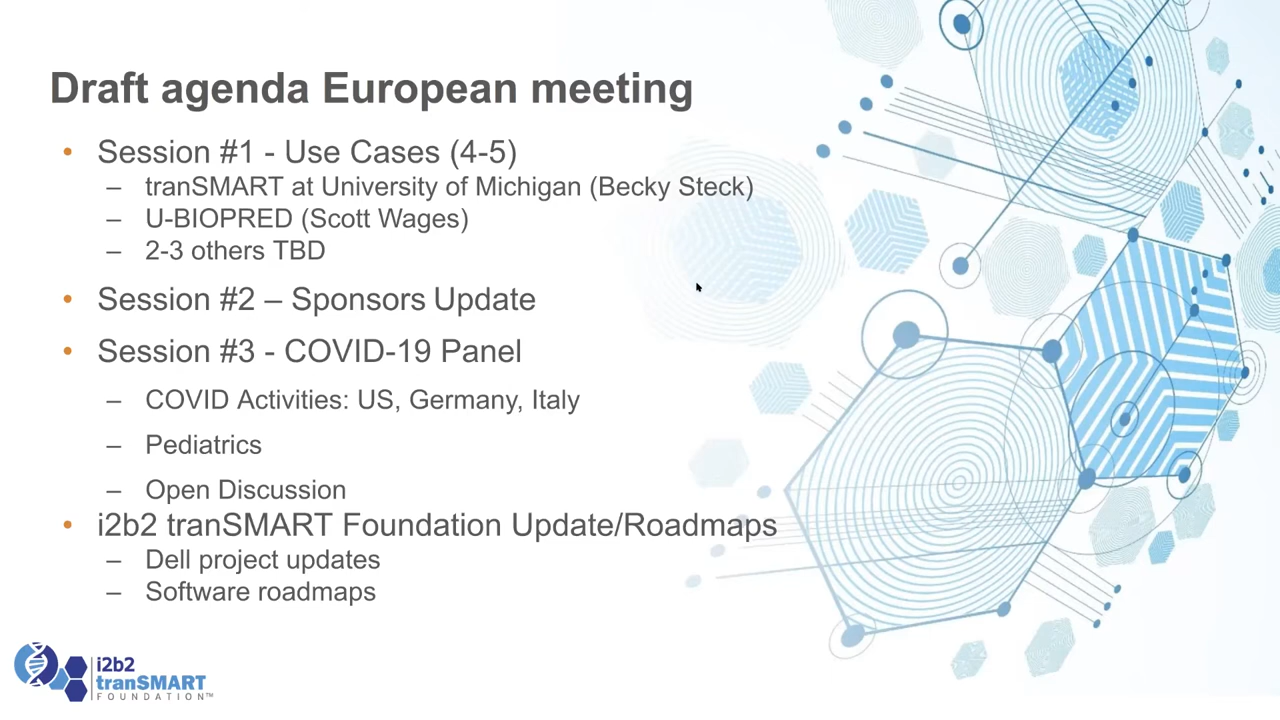 Draft agenda European meeting
• Session #1 - Use Cases (4-5)
– tranSMART at University of Michigan (Becky Steck)
– U-BIOPRED (Scott Wages)
– 2-3 others TBD
• Session #2 – Sponsors Update
• Session #3 - COVID-19 Panel
– COVID Activities: US, Germany, Italy
– Pediatrics
– Open Discussion
• i2b2 tranSMART Foundation Update/Roadmaps
– Dell project updates
– Software roadmaps
i2b2
tranSMART
FOUNDATION™